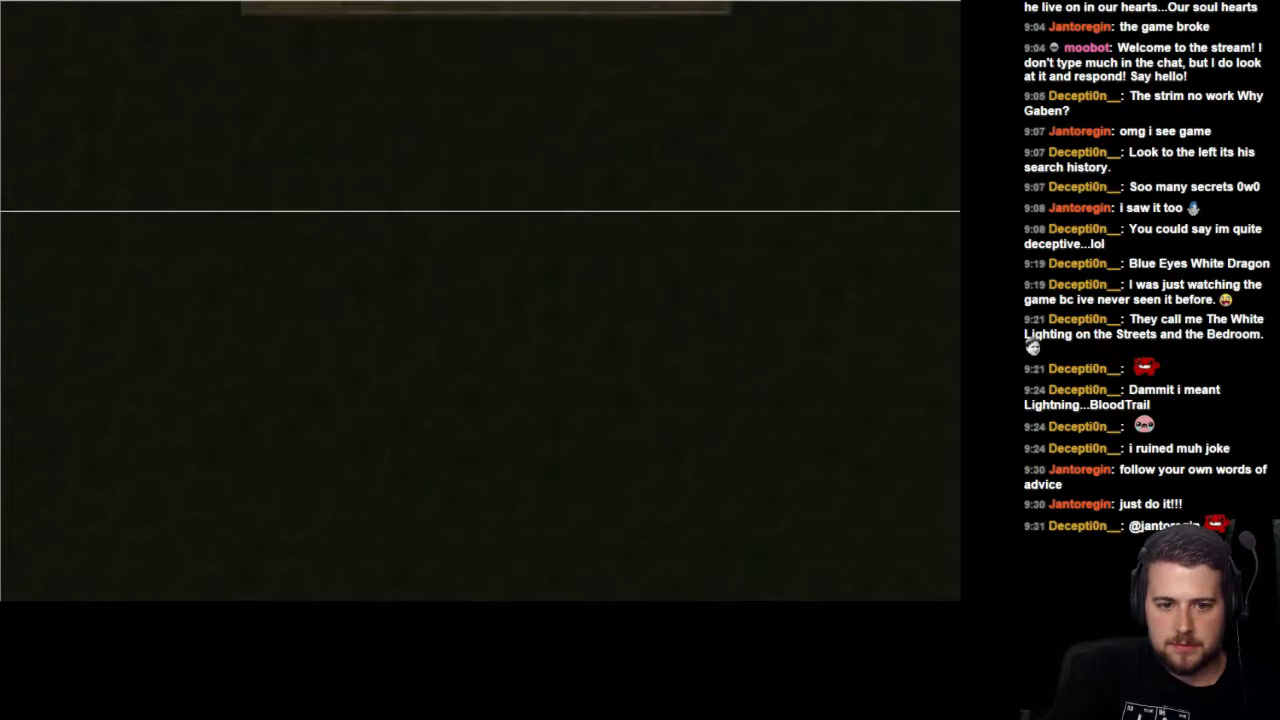 he live on in our hearts...Our soul hearts
9:04 Jantoregin: the game broke
9:04 moobot: Welcome to the stream! I
don't type much in the chat, but I do look
at it and respond! Say hello!
9:05 Decepti0n__: The strim no work Why
Gaben?
9:07 Jantoregin: omg i see game
9:07 Decepti0n__: Look to the left its his
search history.
9:07 Decepti0n__: Soo many secrets 0w0
9:08 Jantoregin: i saw it too
9:08 Decepti0n__: You could say im quite
deceptive...lol
9:19 Decepti0n__: Blue Eyes White Dragon
9:19 Decepti0n__: I was just watching the
game bc ive never seen it before.
9:21 Decepti0n__: They call me The White
Lighting on the Streets and the Bedroom.
9:21 Decepti0n__:
9:24 Decepti0n__: Dammit i meant
Lightning...BloodTrail
9:24 Decepti0n__:
9:24 Decepti0n__: i ruined muh joke
9:30 Jantoregin: follow your own words of
advice
9:30 Jantoregin: just do it!!!
9:31 Decepti0n__: @jantoregin